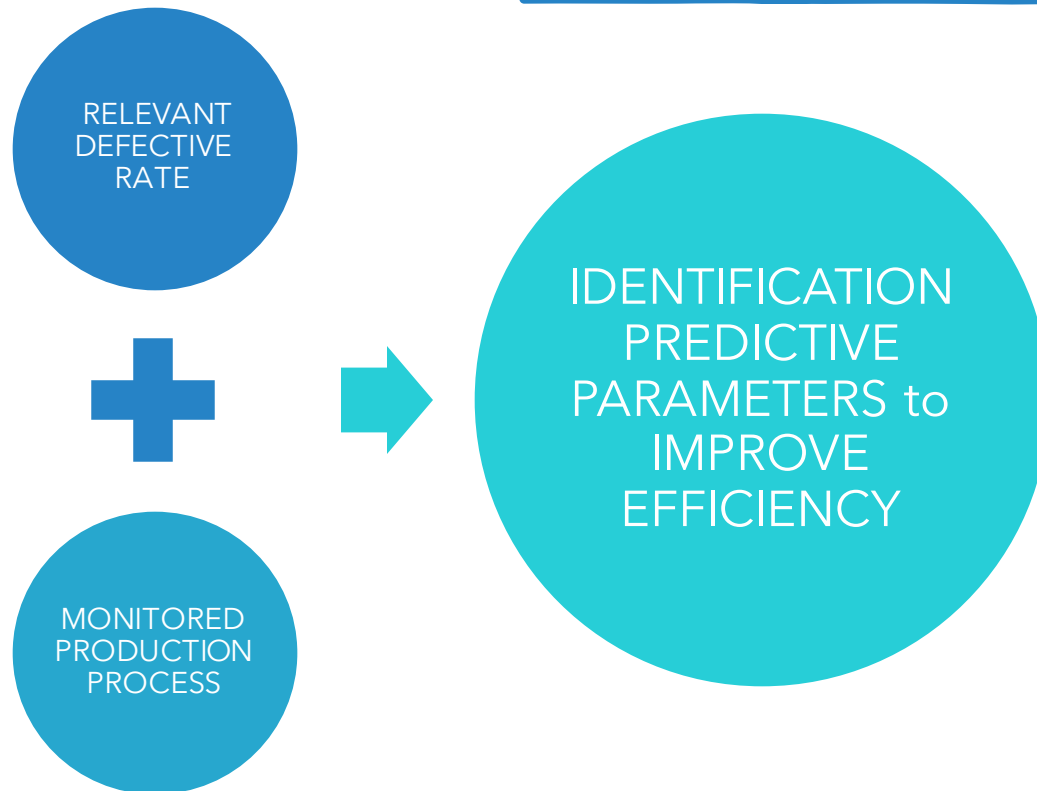 RELEVANT
DEFECTIVE
RATE
MONITORED
PRODUCTION
PROCESS
IDENTIFICATION
PREDICTIVE
PARAMETERS to
IMPROVE
EFFICIENCY